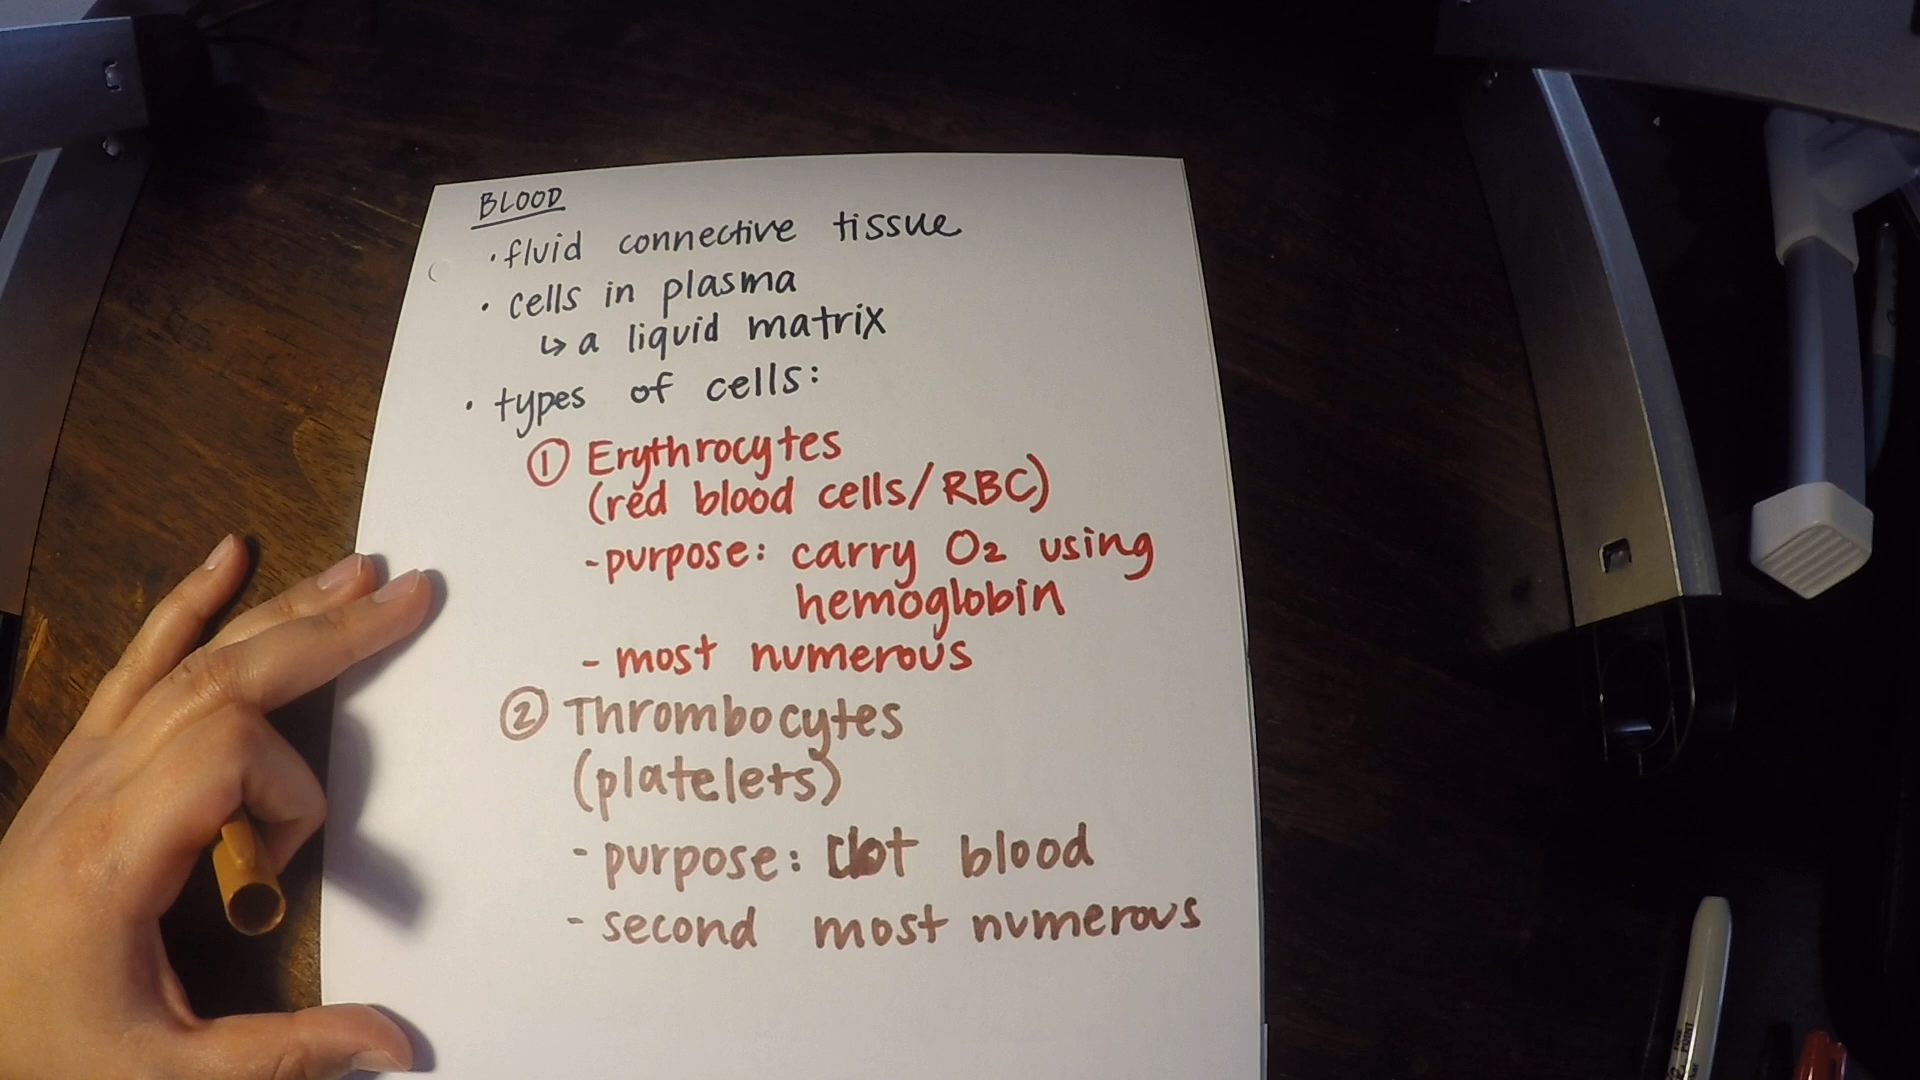 BLOOD
• fluid connective tissue
• cells in plasma
↳ a liquid matrix
• types of cells:
① Erythrocytes
(red blood cells/RBC)
- purpose: carry O₂ using
hemoglobin
- most numerous
② Thrombocytes
(platelets)
- purpose: clot blood
- second most numerous